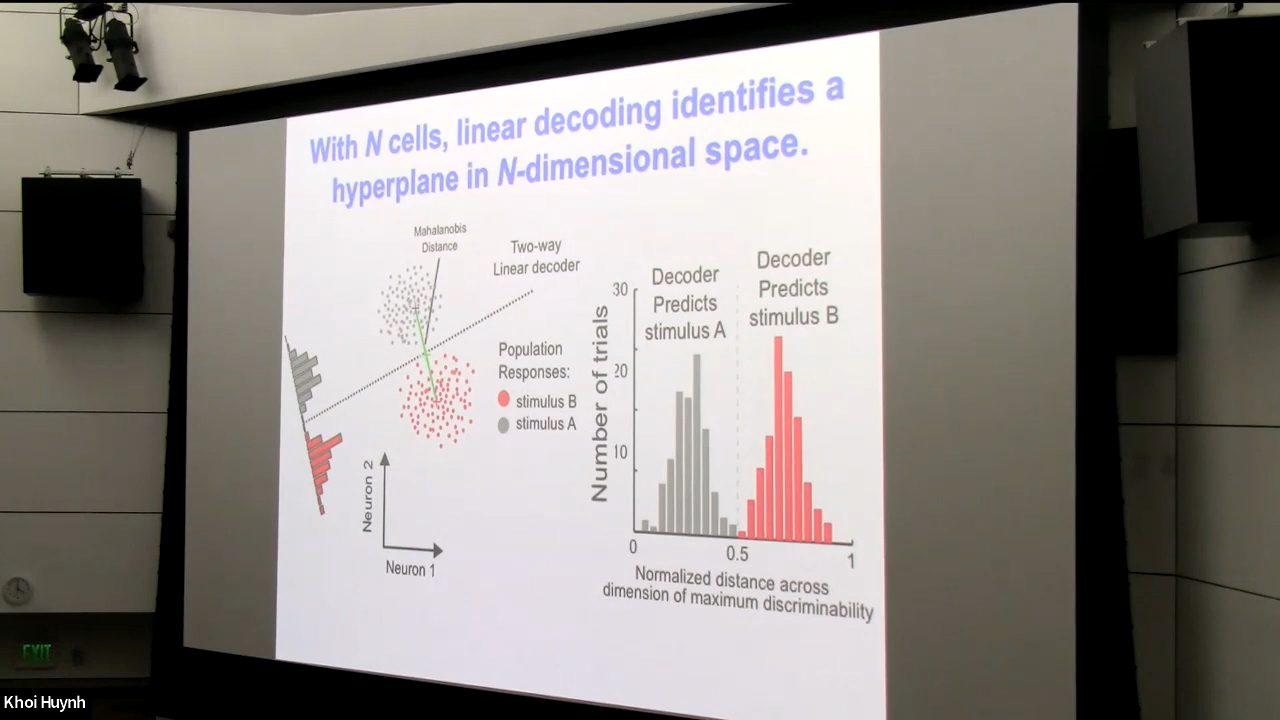 With N cells, linear decoding identifies a
hyperplane in N-dimensional space.
Mahalanobis
Distance
Two-way
Linear decoder
Population
Responses:
stimulus B
stimulus A
Neuron 2
Neuron 1
Decoder
Predicts
stimulus A
Decoder
Predicts
stimulus B
Number of trials
30
20
10
0
0.5
1
Normalized distance across
dimension of maximum discriminability
EXIT
Khoi Huynh